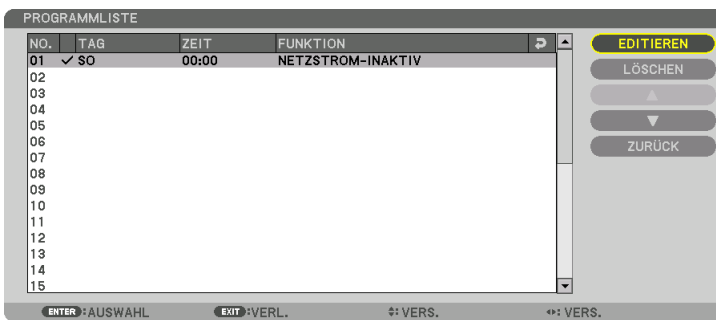 PROGRAMMLISTE
NO. TAG ZEIT FUNKTION
01 ✓ SO 00:00 NETZSTROM-INAKTIV
02
03
04
05
06
07
08
09
10
11
12
13
14
15
EDITIEREN
LÖSCHEN
ZURÜCK
ENTER :AUSWAHL EXIT :VERL. :VERS. :VERS.